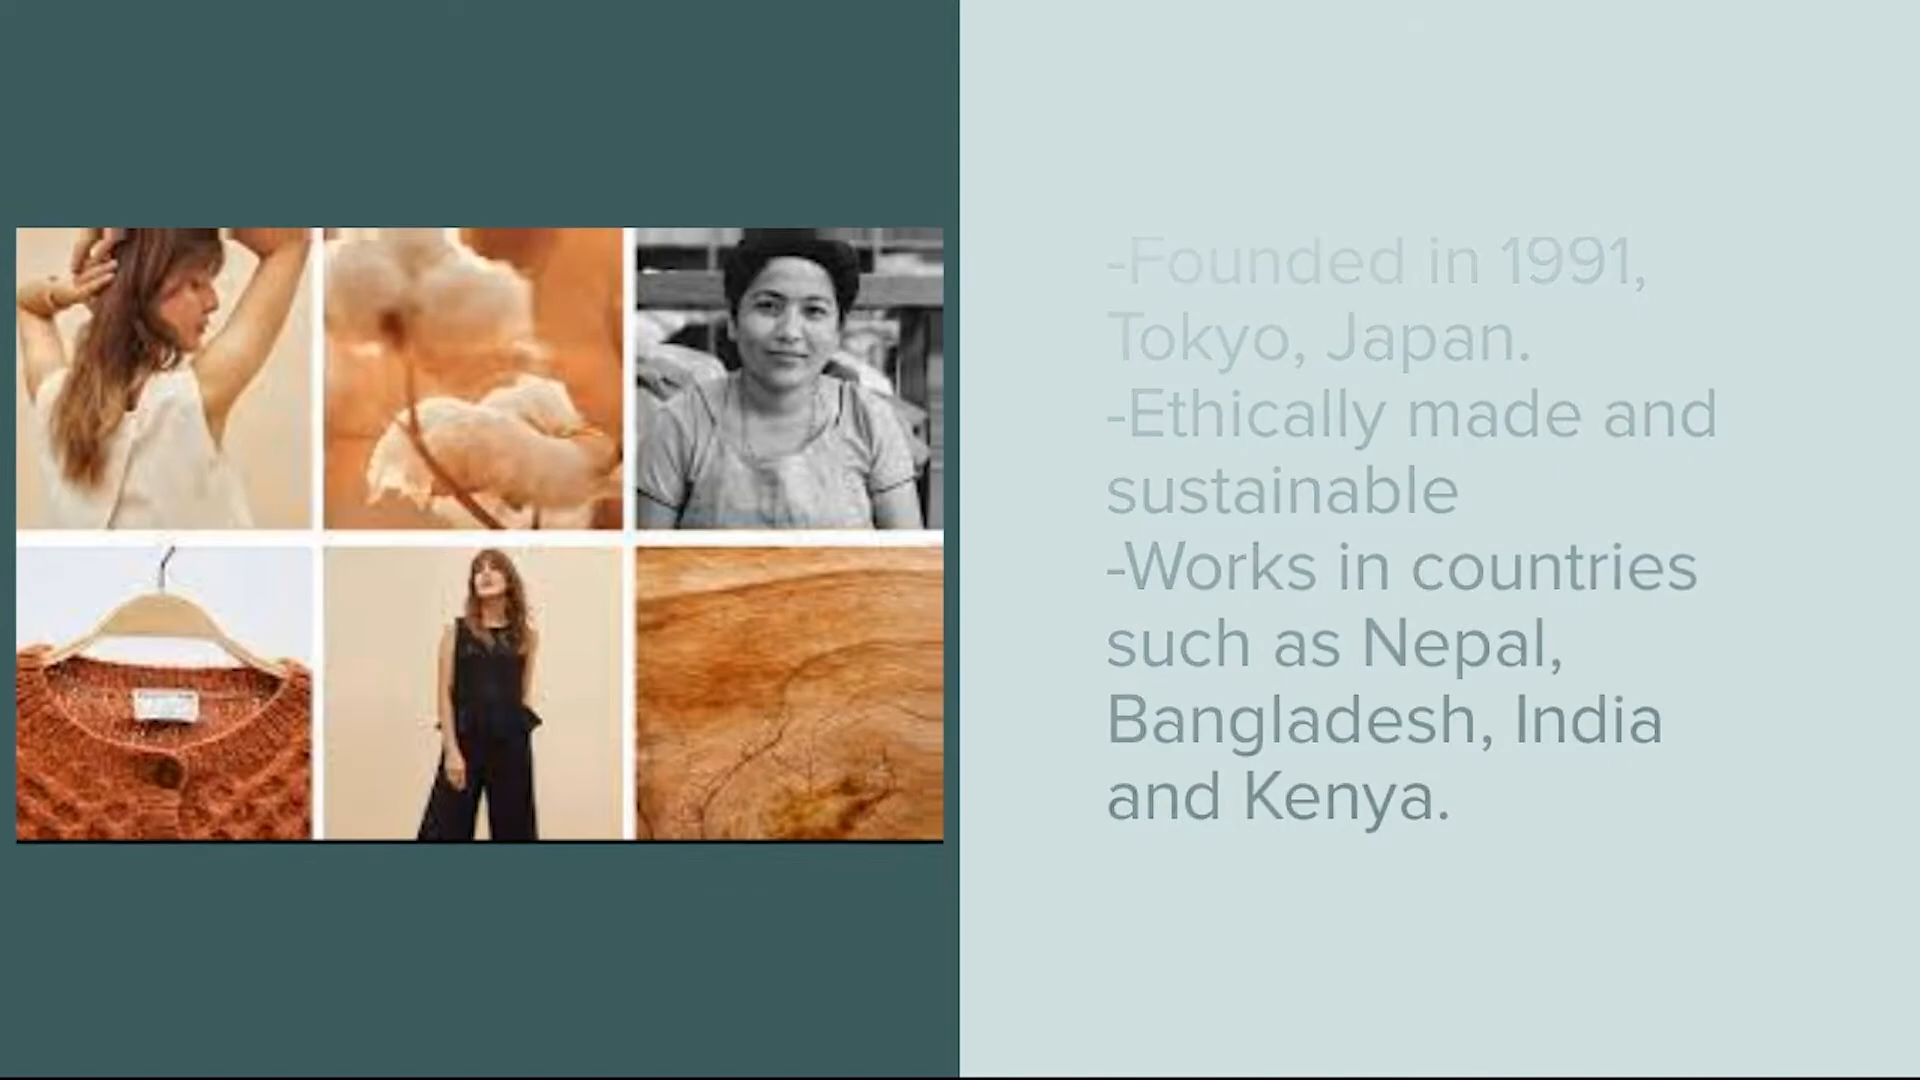 -Founded in 1991,
Tokyo, Japan.
-Ethically made and
sustainable
-Works in countries
such as Nepal,
Bangladesh, India
and Kenya.